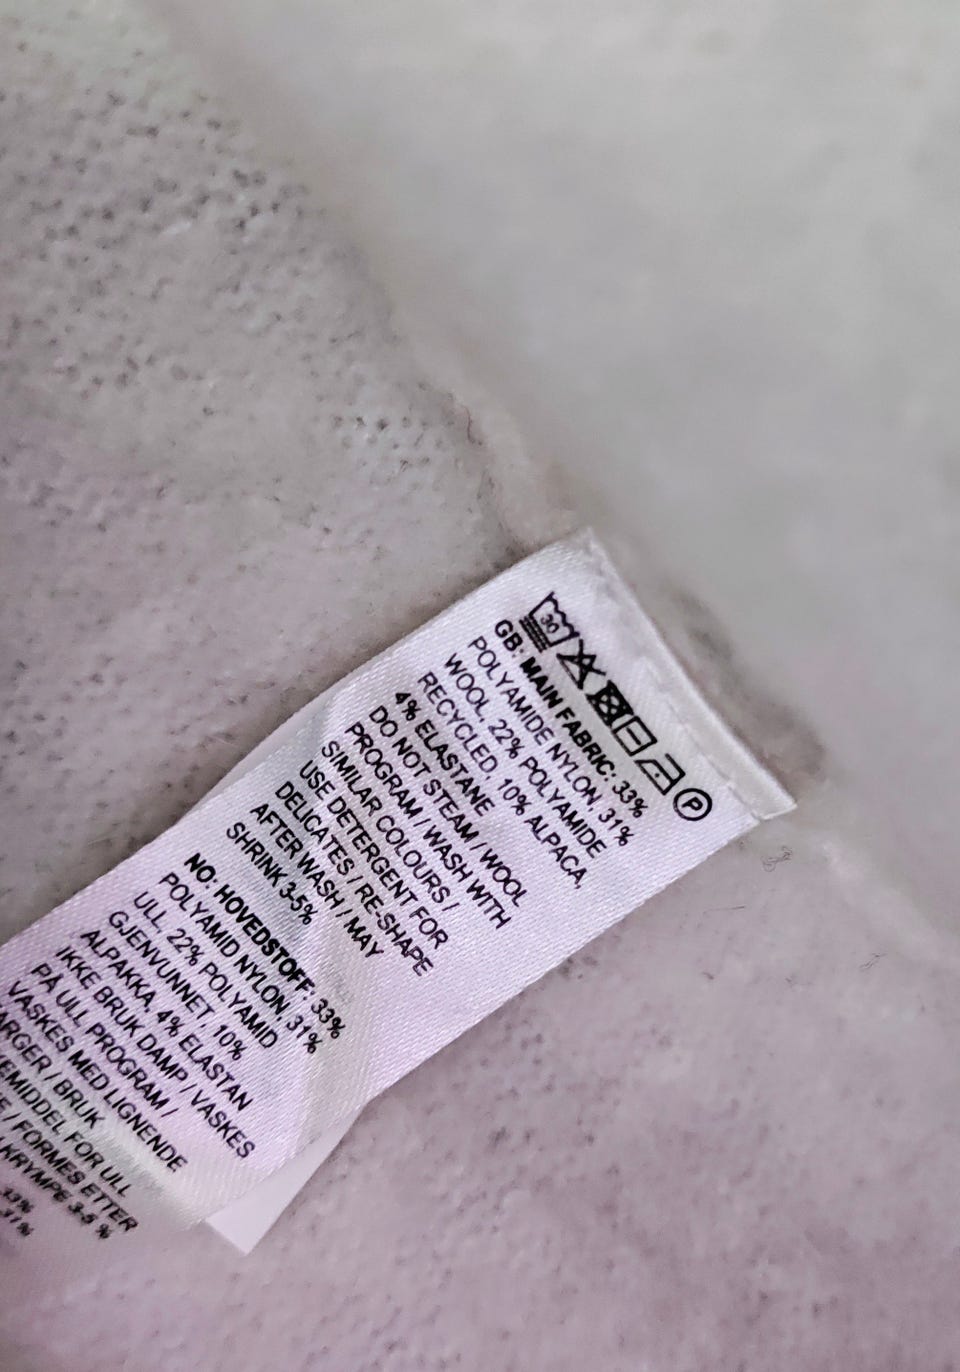 30 P
GB: MAIN FABRIC: 33%
POLYAMIDE NYLON, 31%
WOOL, 22% POLYAMIDE
RECYCLED, 10% ALPACA,
4% ELASTANE
DO NOT STEAM / WOOL
PROGRAM / WASH WITH
SIMILAR COLOURS /
USE DETERGENT FOR
DELICATES / RE-SHAPE
AFTER WASH / MAY
SHRINK 3-5%
NO: HOVEDSTOFF: 33%
POLYAMID NYLON, 31%
ULL, 22% POLYAMID
GJENVUNNET, 10%
ALPAKKA, 4% ELASTAN
IKKE BRUK DAMP / VASKES
PÅ ULL PROGRAM /
VASKES MED LIGNENDE
ARGER / BRUK
EMIDDEL FOR ULL
E / FORMES ETTER
KRYMPE 3-5 %
33%
31%